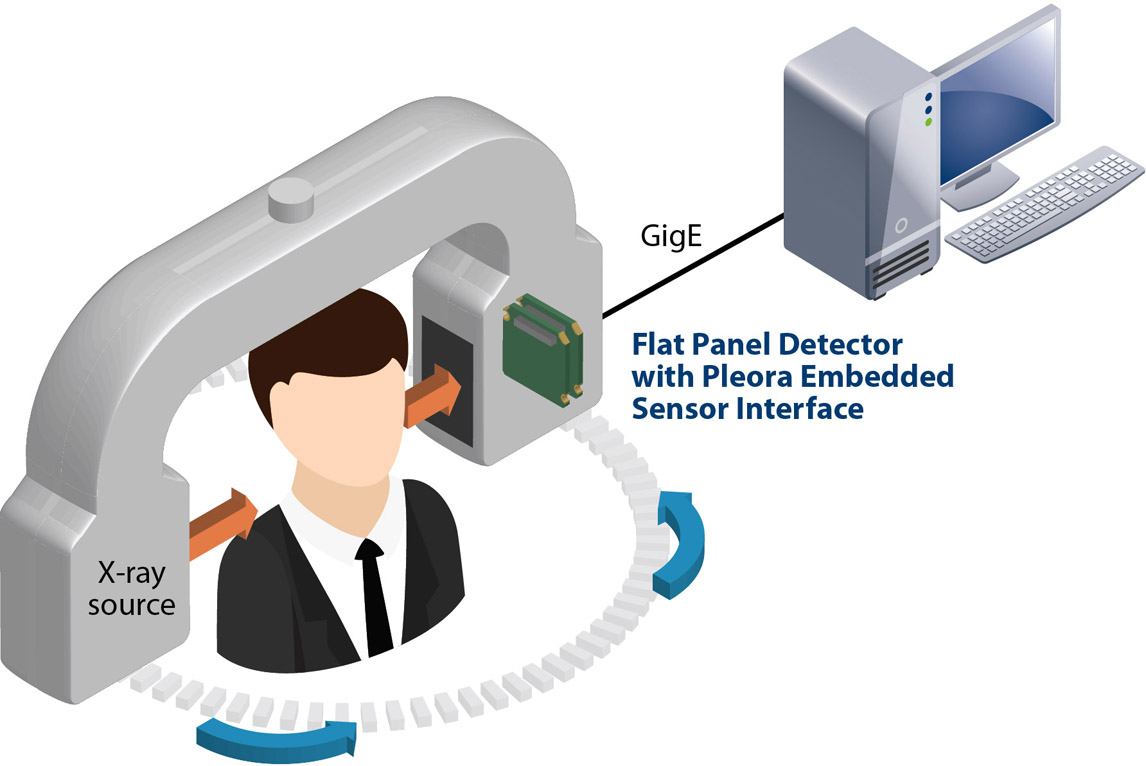 GigE
Flat Panel Detector
with Pleora Embedded
Sensor Interface
X-ray
source